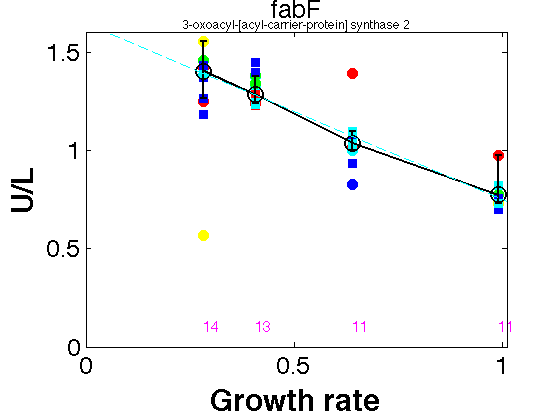 fabF
3-oxoacyl-[acyl-carrier-protein] synthase 2
1.5
1
0.5
0
U/L
14
13
11
11
0
0.5
1
Growth rate